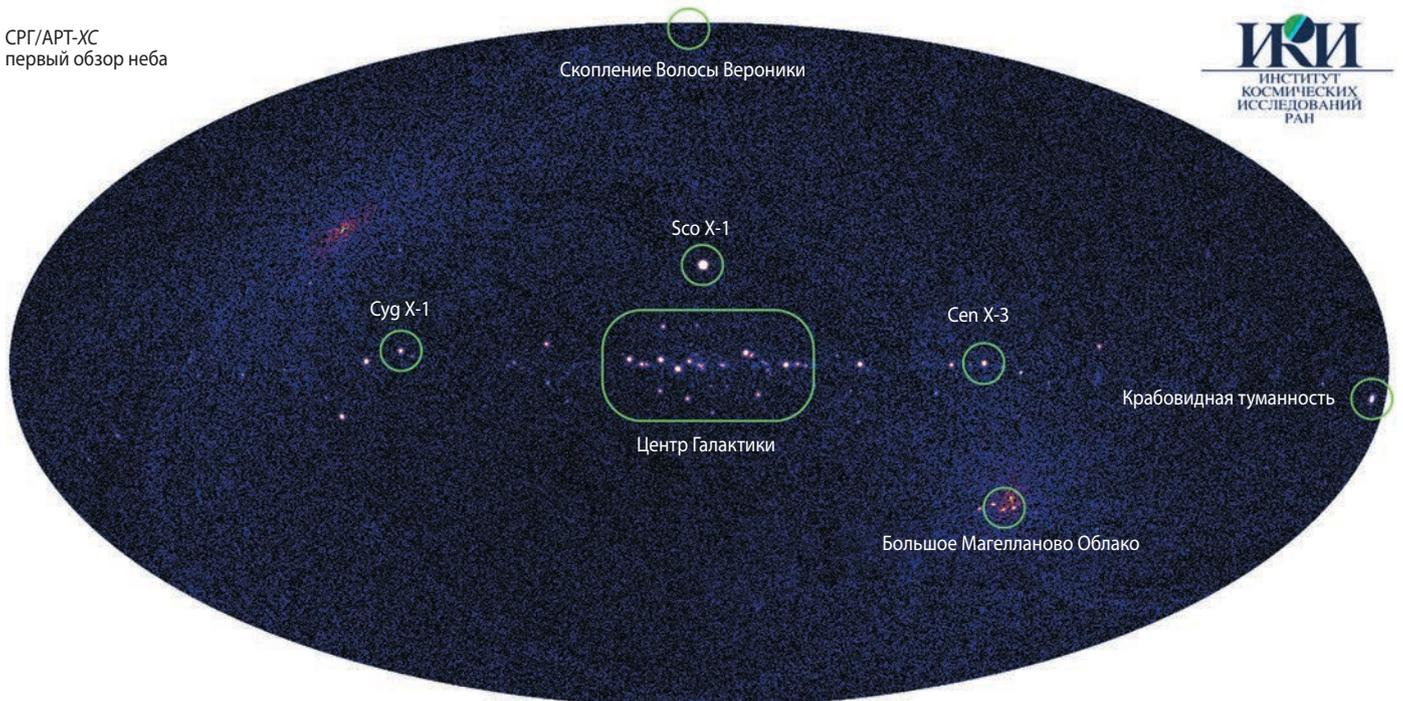 СРГ/АРТ-XC
первый обзор неба
ИКИ
ИНСТИТУТ
КОСМИЧЕСКИХ
ИССЛЕДОВАНИЙ
РАН
Скопление Волосы Вероники
Sco X-1
Cyg X-1
Cen X-3
Крабовидная туманность
Центр Галактики
Большое Магелланово Облако